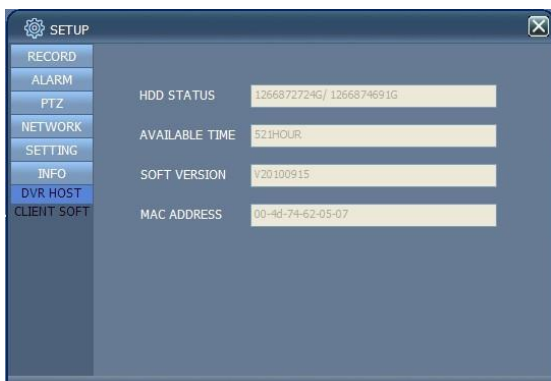 SETUP
RECORD
ALARM
PTZ
NETWORK
SETTING
INFO
DVR HOST
CLIENT SOFT
HDD STATUS 1266872724G/ 1266874691G
AVAILABLE TIME 521HOUR
SOFT VERSION V20100915
MAC ADDRESS 00-4d-74-62-05-07